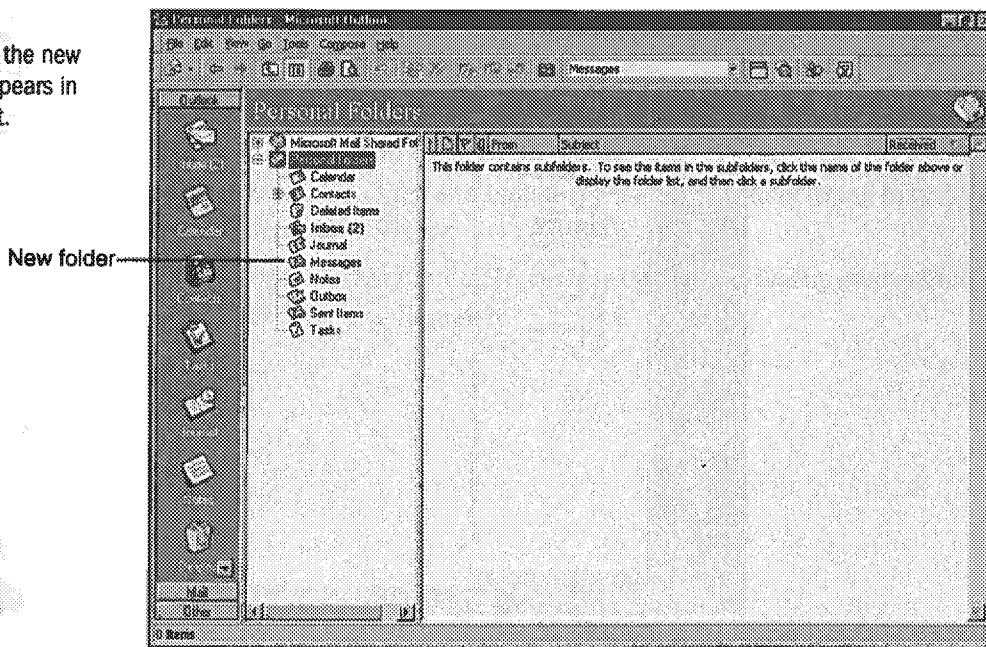 the new
pears in
t.
New folder
Personal Folders - Microsoft Outlook
File Edit View Go Tools Compose Help
Messages
Outlook
Personal Folders
Microsoft Mail Shared Fol
Personal Folders
Calendar
Contacts
Deleted Items
Inbox (2)
Journal
Messages
Notes
Outbox
Sent Items
Tasks
From Subject Received
This folder contains subfolders. To see the items in the subfolders, click the name of the folder above or
display the folder list, and then click a subfolder.
Mail
Other
0 Items